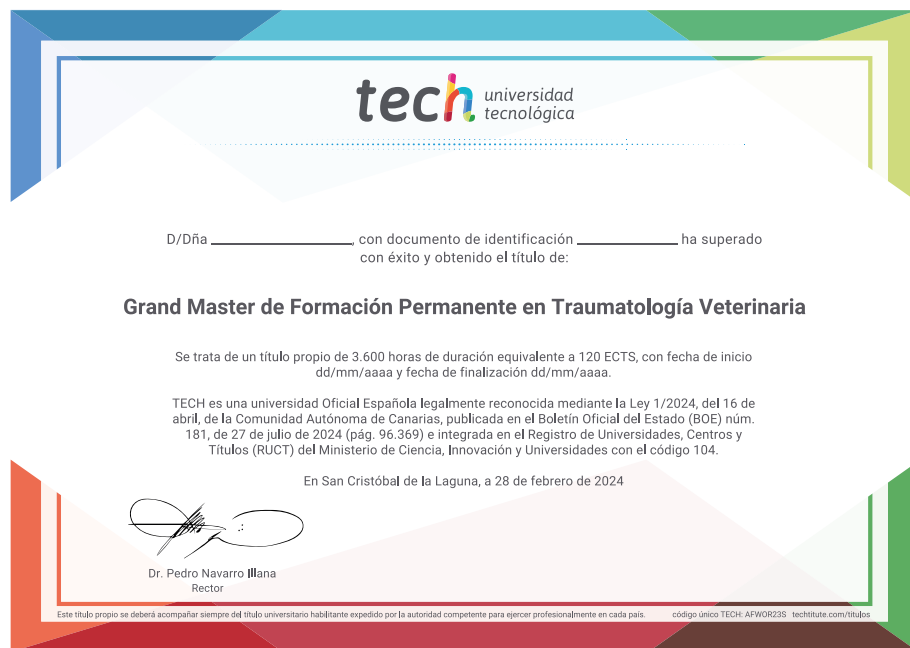 tech universidad
tecnológica
D/Dña ____________, con documento de identificación ____________ ha superado
con éxito y obtenido el título de:
Grand Master de Formación Permanente en Traumatología Veterinaria
Se trata de un título propio de 3.600 horas de duración equivalente a 120 ECTS, con fecha de inicio
dd/mm/aaaa y fecha de finalización dd/mm/aaaa.
TECH es una universidad Oficial Española legalmente reconocida mediante la Ley 1/2024, del 16 de
abril, de la Comunidad Autónoma de Canarias, publicada en el Boletín Oficial del Estado (BOE) núm.
181, de 27 de julio de 2024 (pág. 96.369) e integrada en el Registro de Universidades, Centros y
Títulos (RUCT) del Ministerio de Ciencia, Innovación y Universidades con el código 104.
En San Cristóbal de la Laguna, a 28 de febrero de 2024
Dr. Pedro Navarro Illana
Rector
Este título propio se deberá acompañar siempre del título universitario habilitante expedido por la autoridad competente para ejercer profesionalmente en cada país. código único TECH: AFWOR23S techtitute.com/titulos